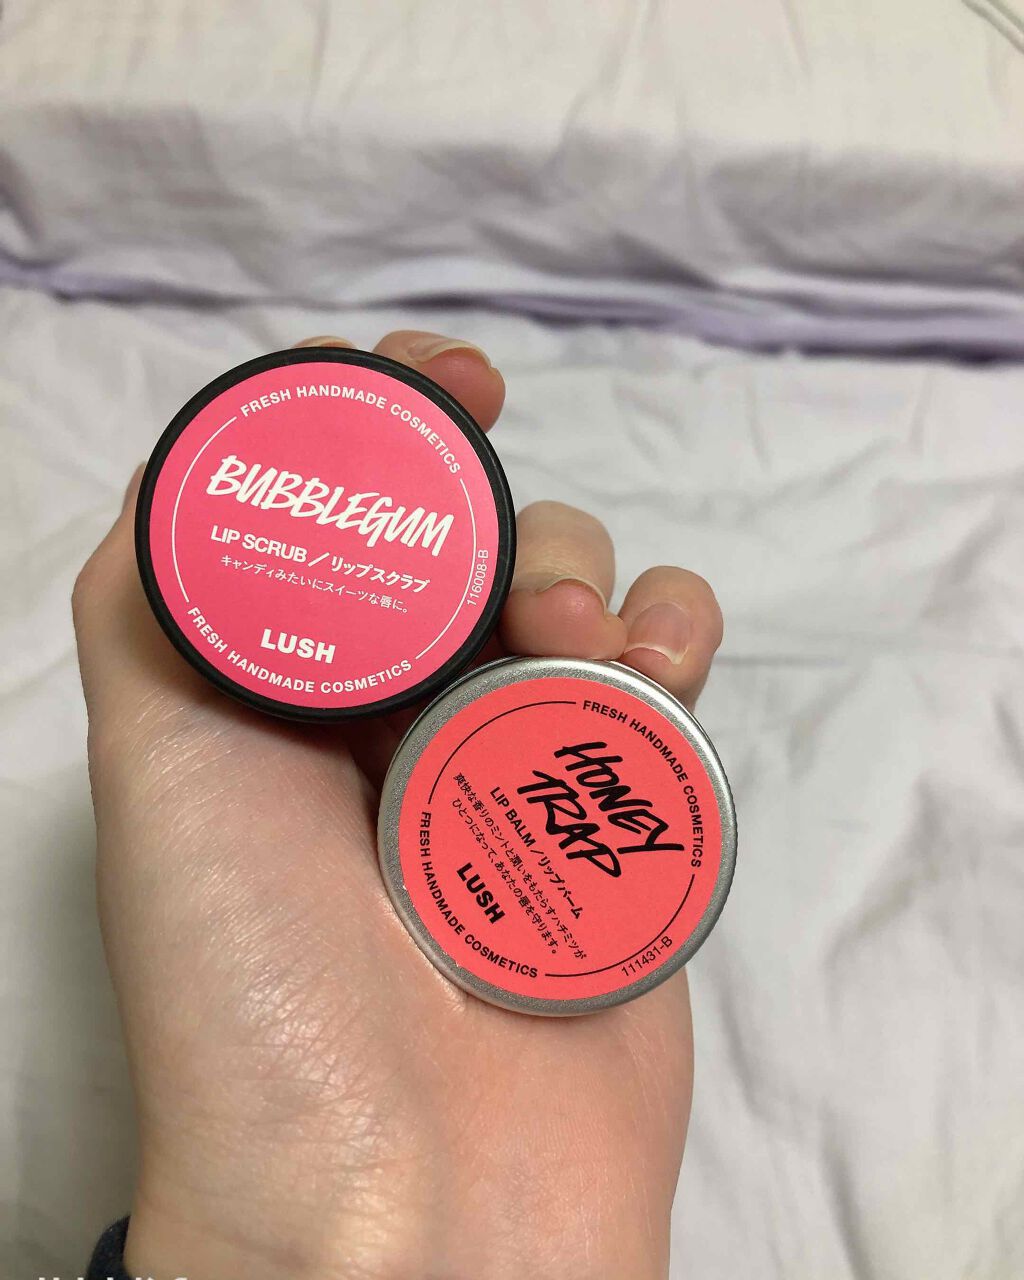 FRESH HANDMADE COSMETICS
BUBBLEGUM
LIP SCRUB / リップスクラブ
キャンディみたいにスイーツな唇に。
116008-B
LUSH
FRESH HANDMADE COSMETICS
FRESH HANDMADE COSMETICS
HONEY
TRAP
LIP BALM / リップバーム
爽快な香りのミントと潤いをもたらすハチミツが
ひとつになって、あなたの唇を守ります。
LUSH
FRESH HANDMADE COSMETICS
111431-B